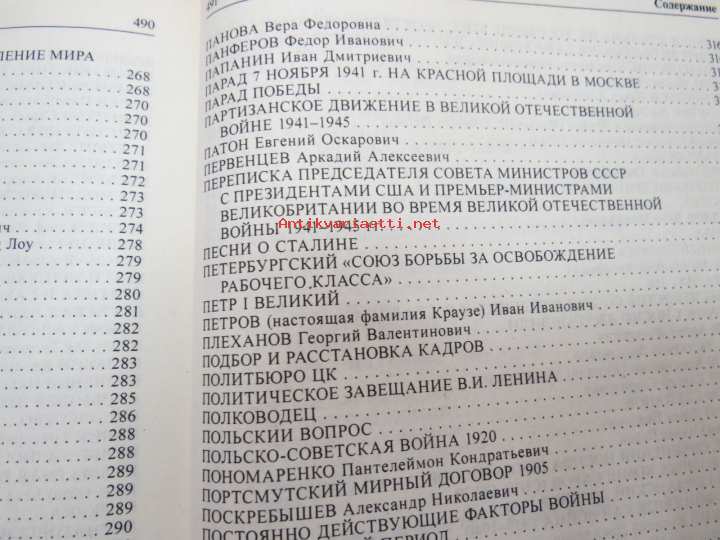 490
ЛЕНИЕ МИРА
268
268
270
270
270
271
271
272
273
273
274
Лоу 278
279
279
280
281
282
282
283
283
285
286
288
288
289
289
289
290
491 Содержание
ПАНОВА Вера Федоровна
ПАНФЕРОВ Федор Иванович
ПАПАНИН Иван Дмитриевич
ПАРАД 7 НОЯБРЯ 1941 г. НА КРАСНОЙ ПЛОЩАДИ В МОСКВЕ
ПАРАД ПОБЕДЫ
ПАРТИЗАНСКОЕ ДВИЖЕНИЕ В ВЕЛИКОЙ ОТЕЧЕСТВЕННОЙ
ВОЙНЕ 1941–1945
ПАТОН Евгений Оскарович
ПЕРВЕНЦЕВ Аркадий Алексеевич
ПЕРЕПИСКА ПРЕДСЕДАТЕЛЯ СОВЕТА МИНИСТРОВ СССР
С ПРЕЗИДЕНТАМИ США И ПРЕМЬЕР-МИНИСТРАМИ
ВЕЛИКОБРИТАНИИ ВО ВРЕМЯ ВЕЛИКОЙ ОТЕЧЕСТВЕННОЙ
ВОЙНЫ 1941–1945
Antikvariaatti.net
ПЕСНИ О СТАЛИНЕ
ПЕТЕРБУРГСКИЙ «СОЮЗ БОРЬБЫ ЗА ОСВОБОЖДЕНИЕ
РАБОЧЕГО КЛАССА»
ПЕТР I ВЕЛИКИЙ
ПЕТРОВ (настоящая фамилия Краузе) Иван Иванович
ПЛЕХАНОВ Георгий Валентинович
ПОДБОР И РАССТАНОВКА КАДРОВ
ПОЛИТБЮРО ЦК
ПОЛИТИЧЕСКОЕ ЗАВЕЩАНИЕ В.И. ЛЕНИНА
ПОЛКОВОДЕЦ
ПОЛЬСКИЙ ВОПРОС
ПОЛЬСКО-СОВЕТСКАЯ ВОЙНА 1920
ПОНОМАРЕНКО Пантелеймон Кондратьевич
ПОРТСМУТСКИЙ МИРНЫЙ ДОГОВОР 1905
ПОСКРЕБЫШЕВ Александр Николаевич
ПОСТОЯННО ДЕЙСТВУЮЩИЕ ФАКТОРЫ ВОЙНЫ
ПЕРИОД